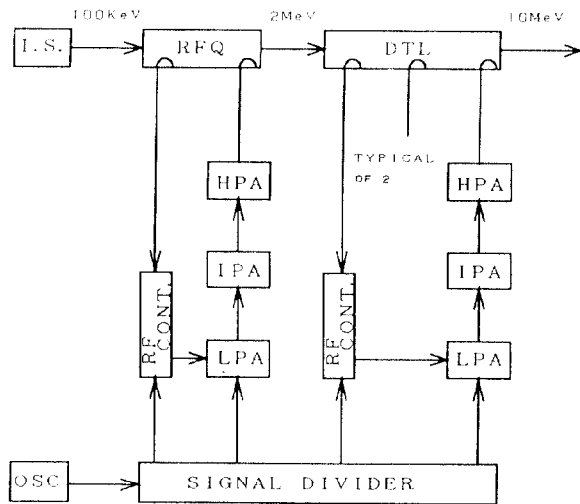 100KeV
2MeV
10MeV
I.S.
RFQ
DTL
TYPICAL
OF 2
HPA
HPA
IPA
IPA
RF
CONT.
LPA
RF
CONT.
LPA
OSC
SIGNAL DIVIDER